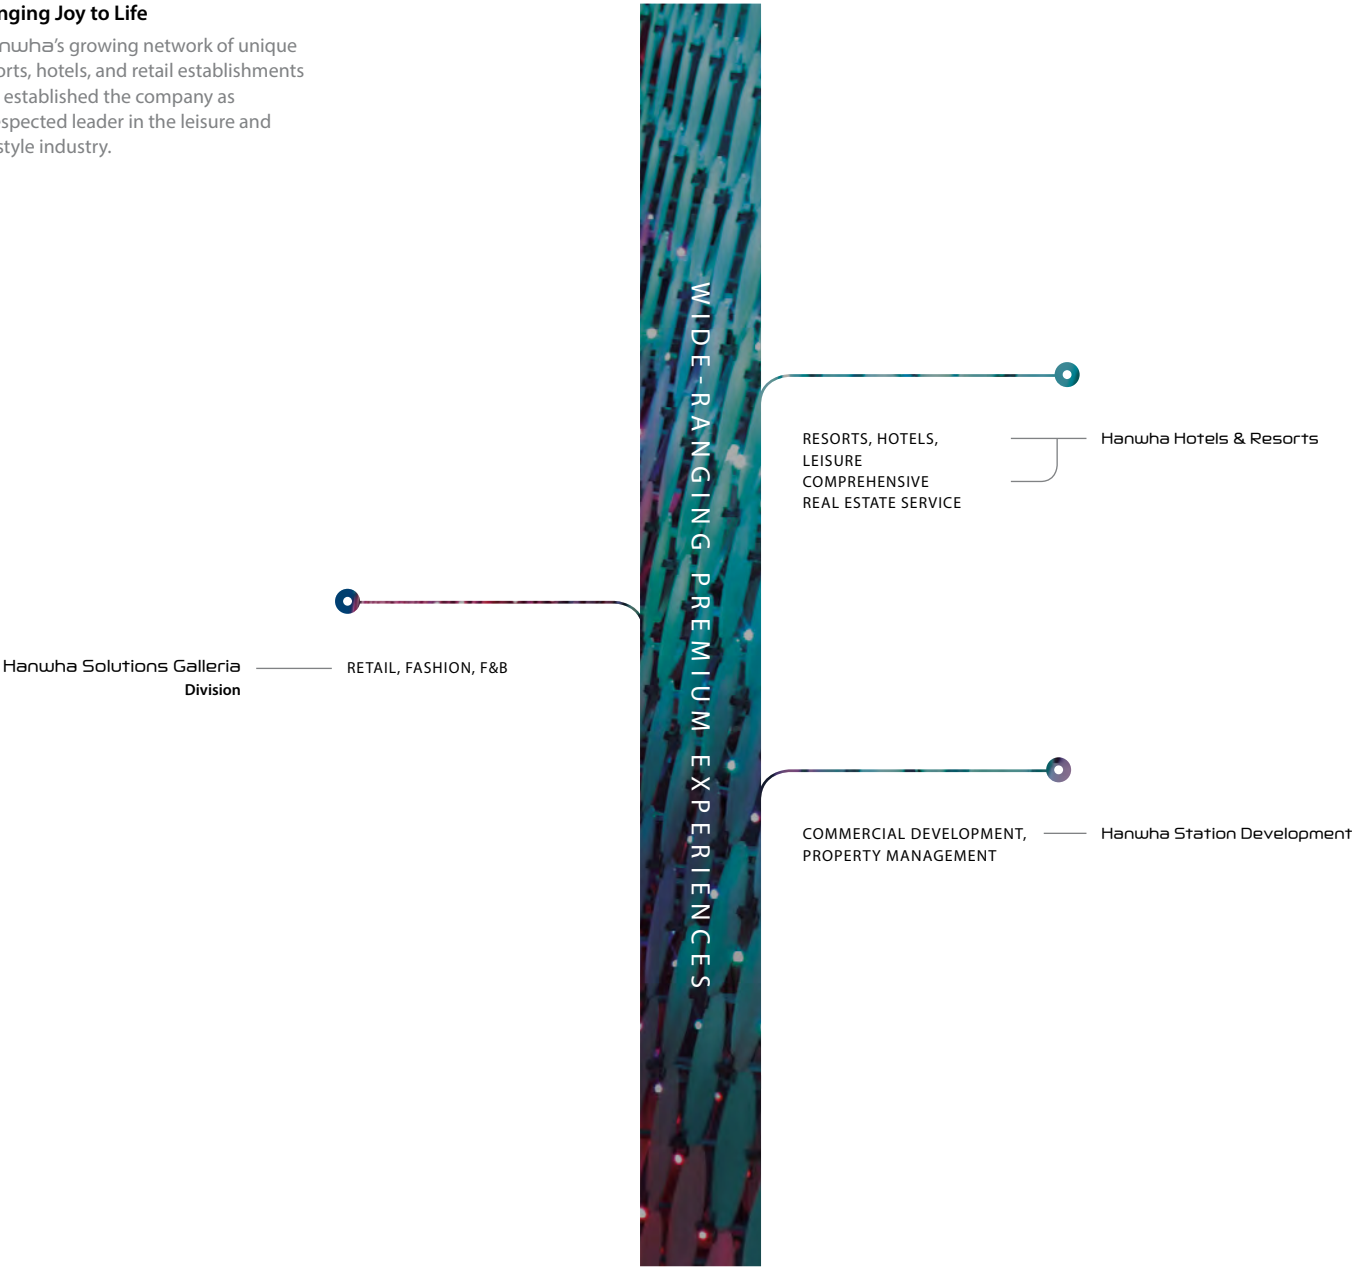 nging Joy to Life
nwha's growing network of unique
orts, hotels, and retail establishments
established the company as
espected leader in the leisure and
style industry.
WIDE-RANGING PREMIUM EXPERIENCES
RESORTS, HOTELS,
LEISURE
COMPREHENSIVE
REAL ESTATE SERVICE
Hanwha Hotels & Resorts
Hanwha Solutions Galleria
Division
RETAIL, FASHION, F&B
COMMERCIAL DEVELOPMENT,
PROPERTY MANAGEMENT
Hanwha Station Development